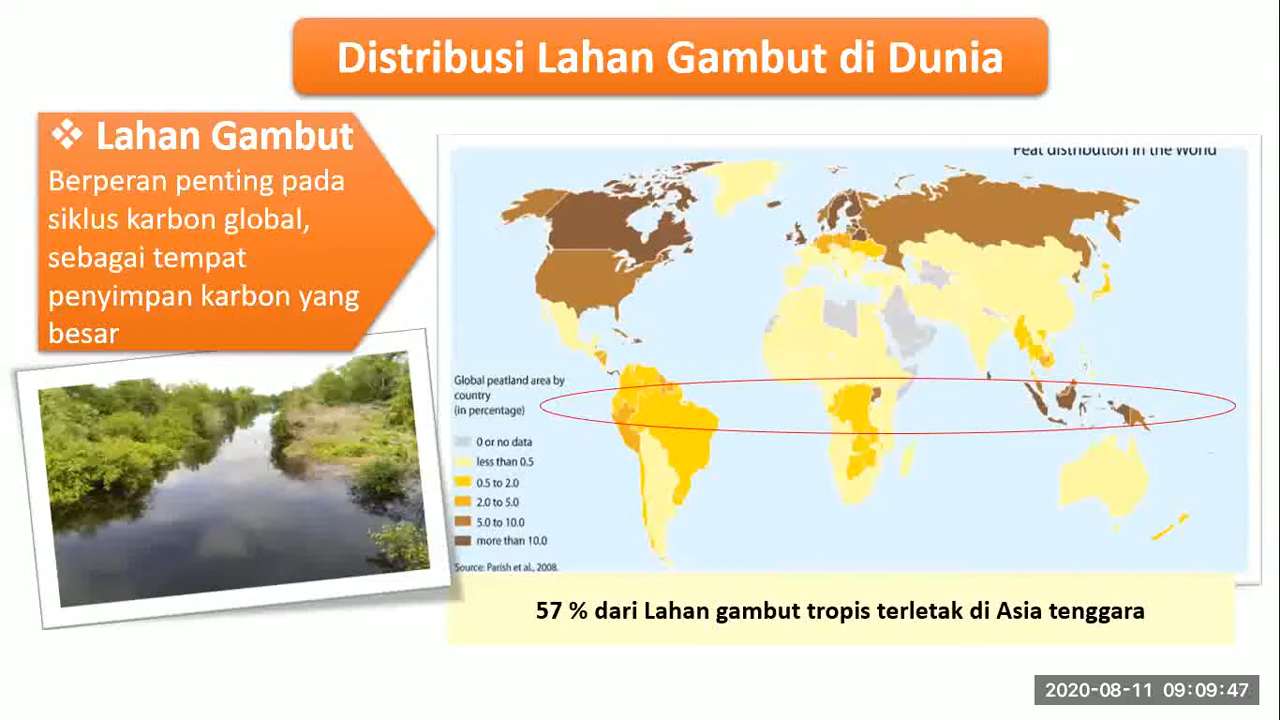 Distribusi Lahan Gambut di Dunia
❖ Lahan Gambut
Berperan penting pada
siklus karbon global,
sebagai tempat
penyimpan karbon yang
besar
Peat distribution in the World
Global peatland area by
country
(in percentage)
0 or no data
less than 0.5
0.5 to 2.0
2.0 to 5.0
5.0 to 10.0
more than 10.0
Source: Parish et al., 2008.
57 % dari Lahan gambut tropis terletak di Asia tenggara
2020-08-11 09:09:47